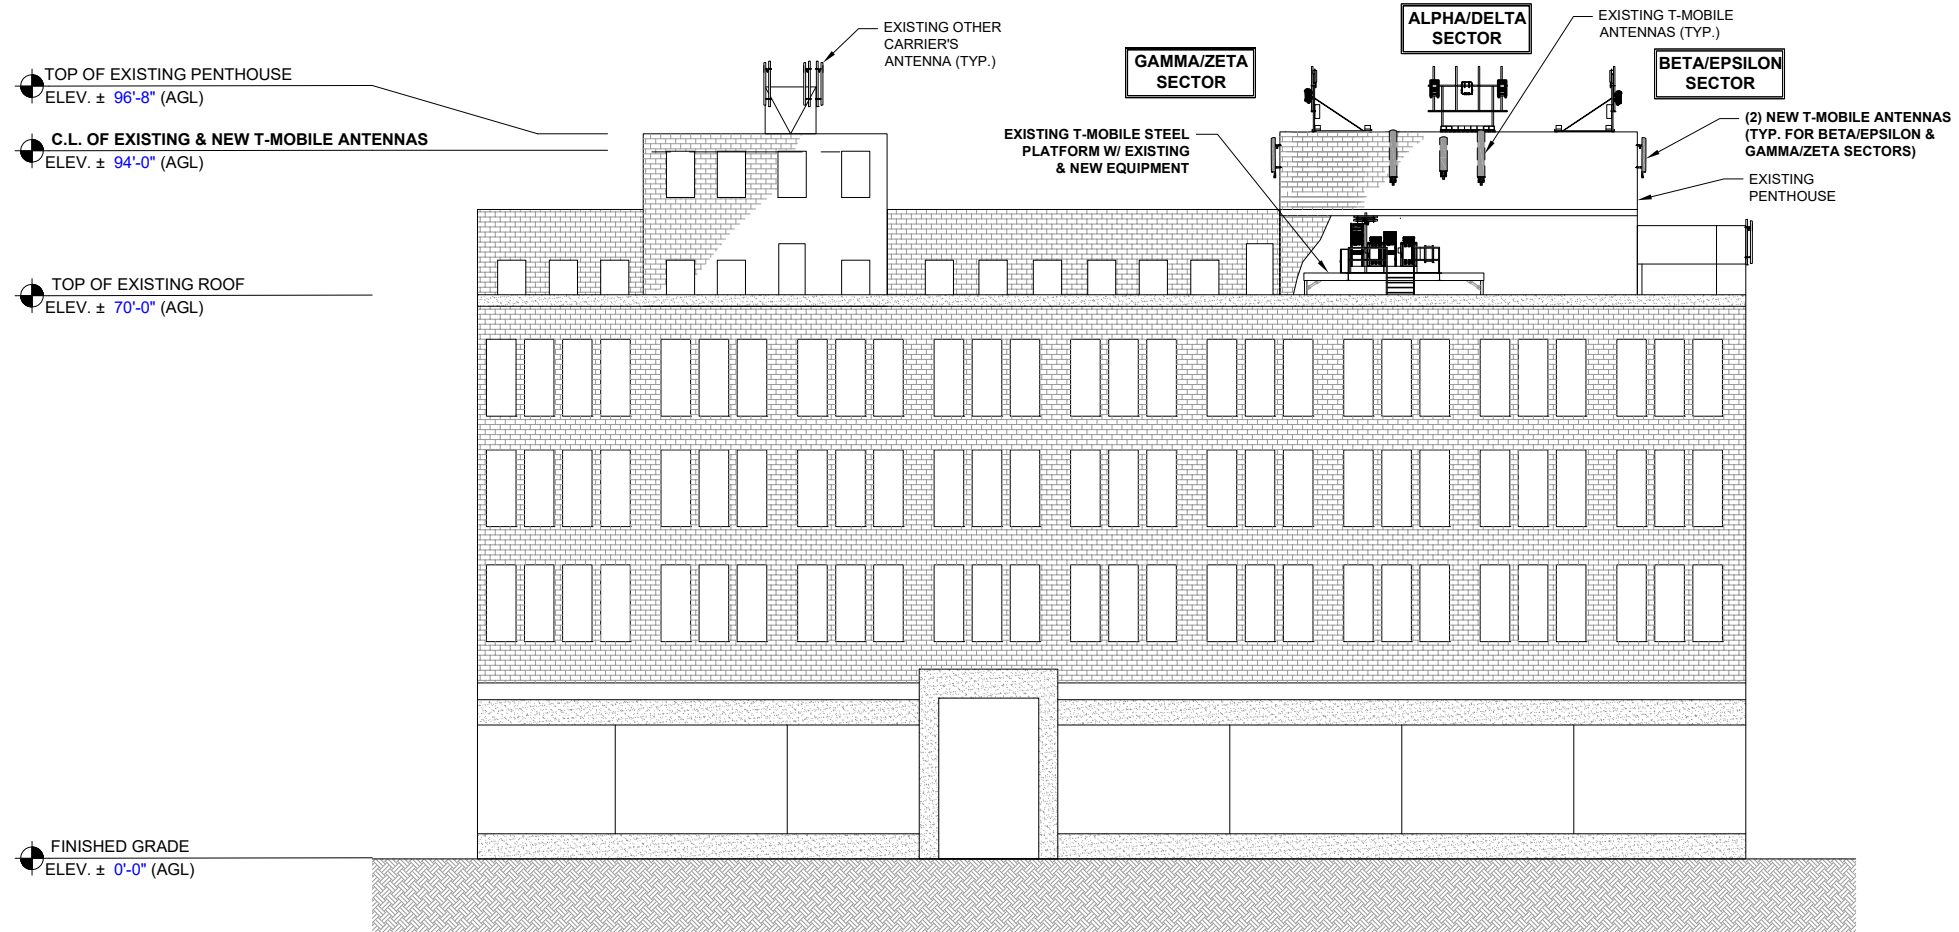 TOP OF EXISTING PENTHOUSE
ELEV. ± 96'-8" (AGL)
C.L. OF EXISTING & NEW T-MOBILE ANTENNAS
ELEV. ± 94'-0" (AGL)
TOP OF EXISTING ROOF
ELEV. ± 70'-0" (AGL)
FINISHED GRADE
ELEV. ± 0'-0" (AGL)
EXISTING OTHER
CARRIER'S
ANTENNA (TYP.)
GAMMA/ZETA
SECTOR
EXISTING T-MOBILE STEEL
PLATFORM W/ EXISTING
& NEW EQUIPMENT
ALPHA/DELTA
SECTOR
EXISTING T-MOBILE
ANTENNAS (TYP.)
BETA/EPSILON
SECTOR
(2) NEW T-MOBILE ANTENNAS
(TYP. FOR BETA/EPSILON &
GAMMA/ZETA SECTORS)
EXISTING
PENTHOUSE